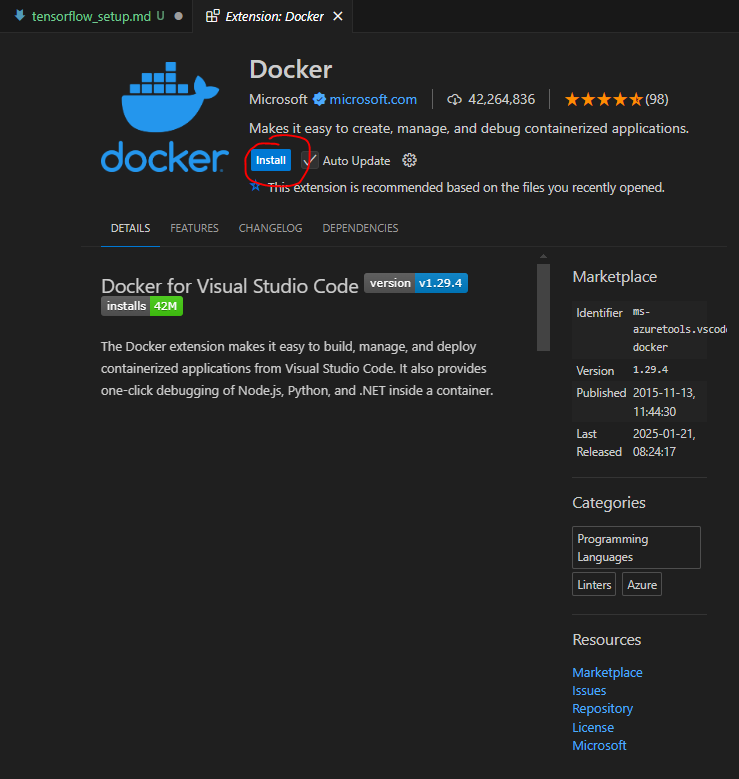 tensorflow_setup.md U
Extension: Docker
docker
Docker
Microsoft microsoft.com 42,264,836 (98)
Makes it easy to create, manage, and debug containerized applications.
Install Auto Update
This extension is recommended based on the files you recently opened.
DETAILS FEATURES CHANGELOG DEPENDENCIES
Docker for Visual Studio Code version v1.29.4
installs 42M
The Docker extension makes it easy to build, manage, and deploy
containerized applications from Visual Studio Code. It also provides
one-click debugging of Node.js, Python, and .NET inside a container.
Marketplace
Identifier ms-
azuretools.vscode
docker
Version 1.29.4
Published 2015-11-13,
11:44:30
Last 2025-01-21,
Released 08:24:17
Categories
Programming
Languages
Linters Azure
Resources
Marketplace
Issues
Repository
License
Microsoft